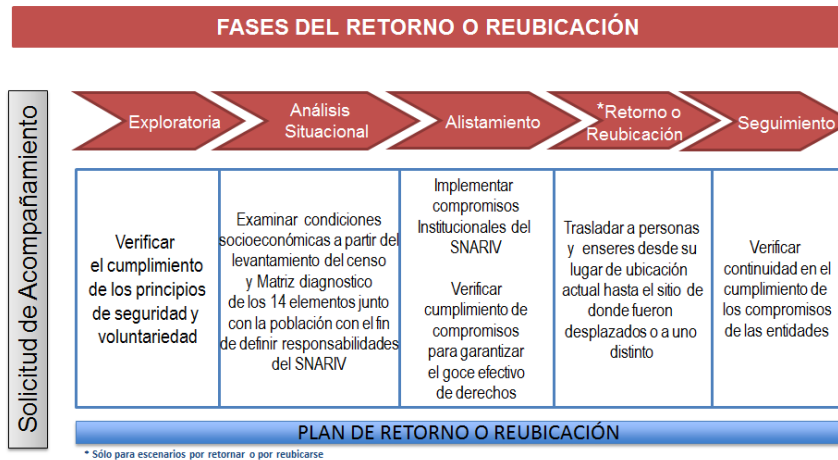 FASES DEL RETORNO O REUBICACIÓN
Solicitud de Acompañamiento
Exploratoria
Análisis
Situacional
Alistamiento
*Retorno o
Reubicación
Seguimiento
Verificar
el cumplimiento
de los principios
de seguridad y
voluntariedad
Examinar condiciones
socioeconómicas a partir del
levantamiento del censo
y Matriz diagnostico
de los 14 elementos junto
con la población con el fin
de definir responsabilidades
del SNARIV
Implementar
compromisos
Institucionales del
SNARIV
Verificar
cumplimiento de
compromisos
para garantizar
el goce efectivo
de derechos
Trasladar a personas
y enseres desde su
lugar de ubicación
actual hasta el sitio de
donde fueron
desplazados o a uno
distinto
Verificar
continuidad en el
cumplimiento de
los compromisos
de las entidades
PLAN DE RETORNO O REUBICACIÓN
* Sólo para escenarios por retornar o por reubicarse